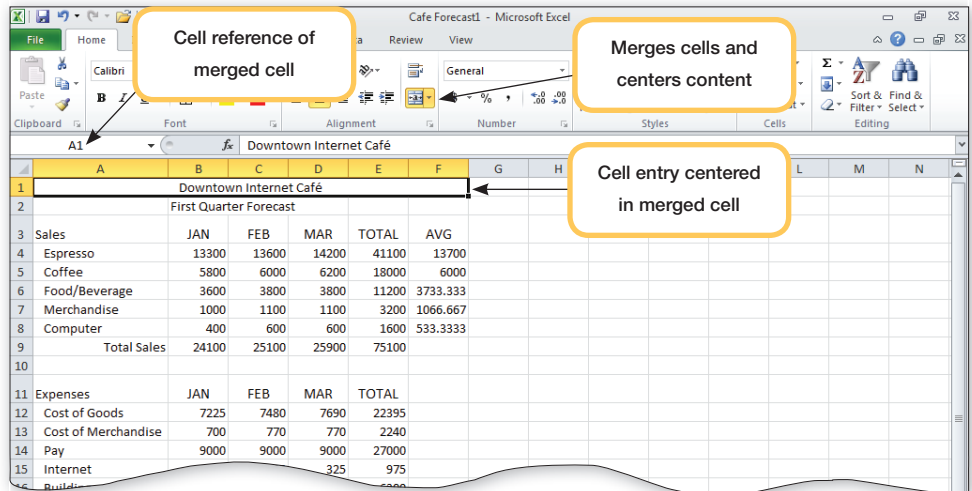 Cafe Forecast1 - Microsoft Excel
File Home Review View
Cell reference of
merged cell
Merges cells and
centers content
Paste
Calibri
B I
General
$ % ,
Σ
Sort & Find &
Filter Select
Clipboard Font Alignment Number Styles Cells Editing
A1 fx Downtown Internet Café
A B C D E F G H L M N
1 Downtown Internet Café
Cell entry centered
in merged cell
2 First Quarter Forecast
3 Sales JAN FEB MAR TOTAL AVG
4 Espresso 13300 13600 14200 41100 13700
5 Coffee 5800 6000 6200 18000 6000
6 Food/Beverage 3600 3800 3800 11200 3733.333
7 Merchandise 1000 1100 1100 3200 1066.667
8 Computer 400 600 600 1600 533.3333
9 Total Sales 24100 25100 25900 75100
10
11 Expenses JAN FEB MAR TOTAL
12 Cost of Goods 7225 7480 7690 22395
13 Cost of Merchandise 700 770 770 2240
14 Pay 9000 9000 9000 27000
15 Internet 325 975